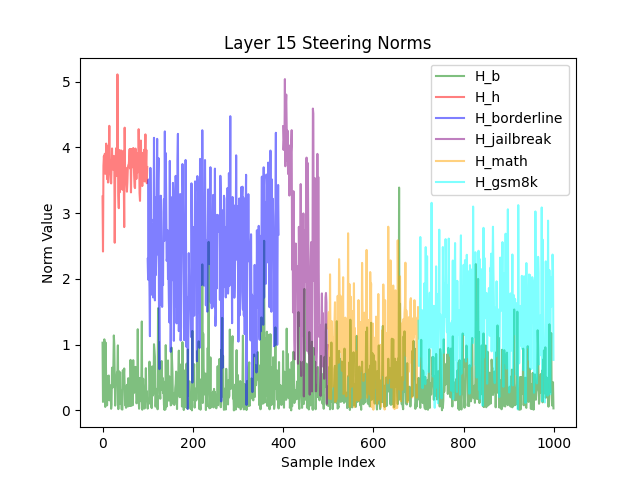 Layer 15 Steering Norms
H_b
H_h
H_borderline
H_jailbreak
H_math
H_gsm8k
Norm Value
5
4
3
2
1
0
0 200 400 600 800 1000
Sample Index